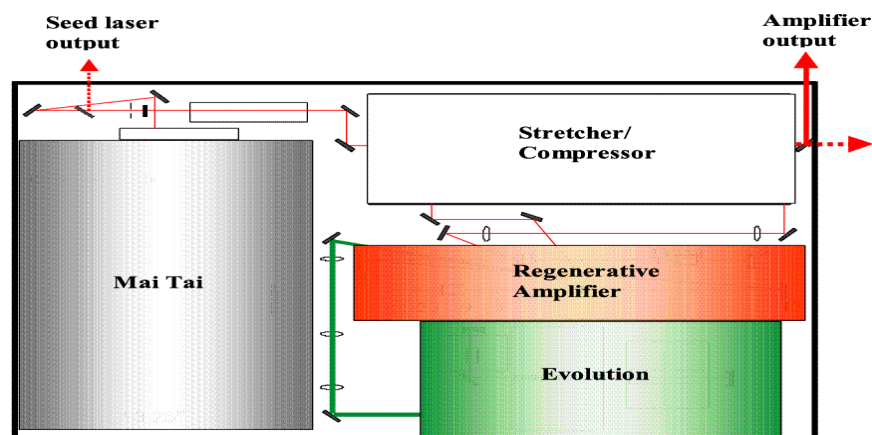 Seed laser
output
Amplifier
output
Stretcher/
Compressor
Mai Tai
Regenerative
Amplifier
Evolution